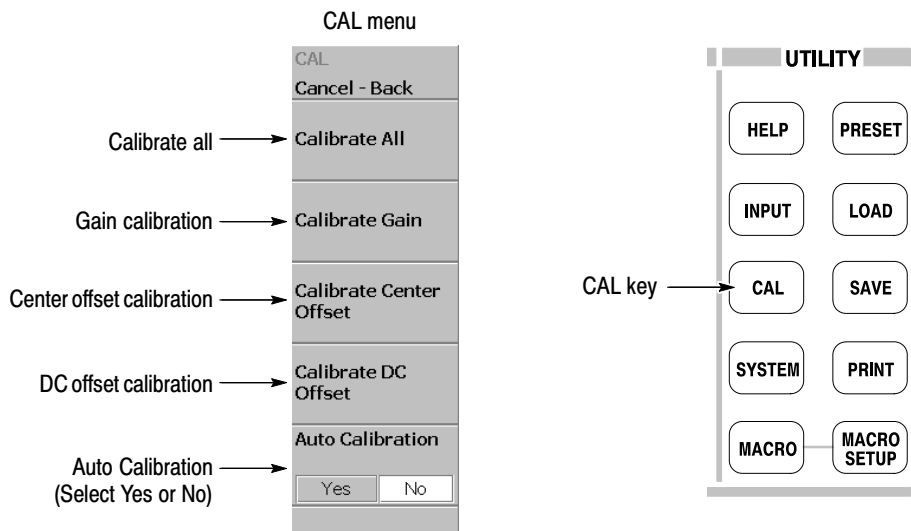 CAL menu
CAL
Cancel - Back
Calibrate all
Calibrate All
Gain calibration
Calibrate Gain
Center offset calibration
Calibrate Center
Offset
DC offset calibration
Calibrate DC
Offset
Auto Calibration
(Select Yes or No)
Auto Calibration
Yes No
UTILITY
HELP PRESET
INPUT LOAD
CAL key
CAL SAVE
SYSTEM PRINT
MACRO MACRO
SETUP